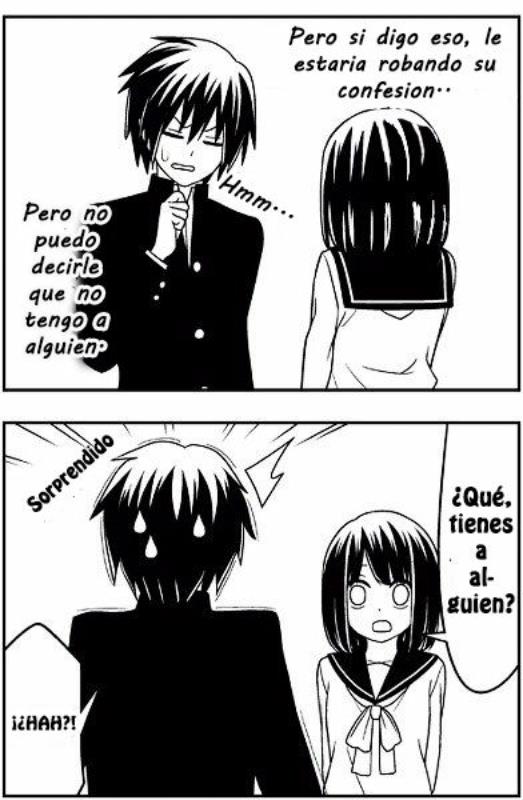 Pero si digo eso, le
estaria robando su
confesion..
Hmm...
Pero no
puedo
decirle
que no
tengo a
alguien.
Sorprendido
¿Qué,
tienes
a
al-
guien?
¡¿HAH?!